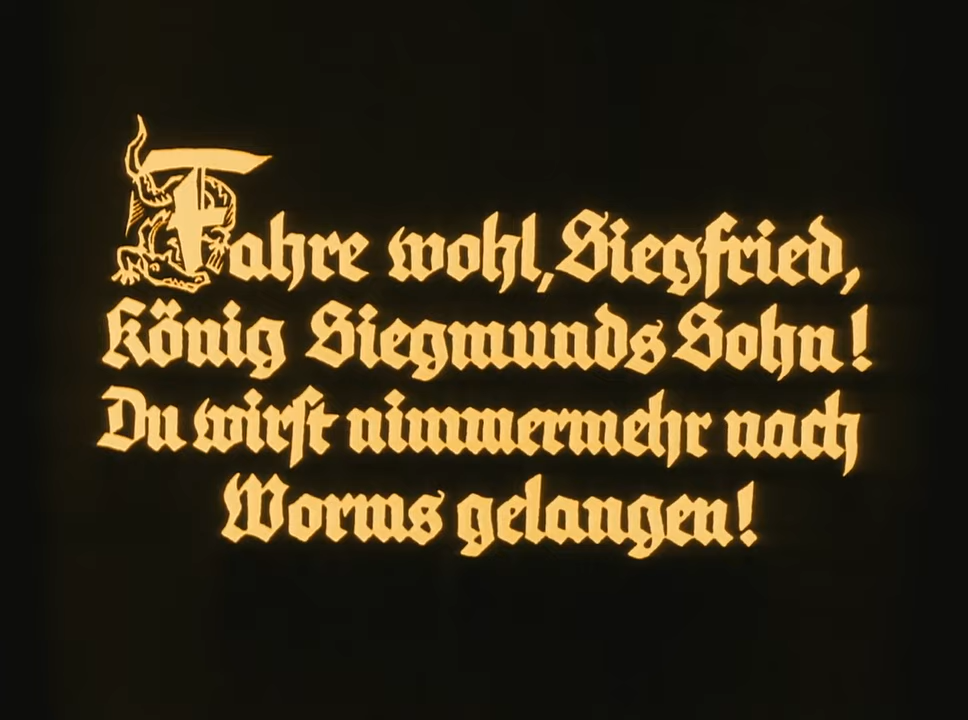 Fahre wohl, Siegfried,
König Siegmunds Sohn!
Du wirst nimmermehr nach
Worms gelangen!